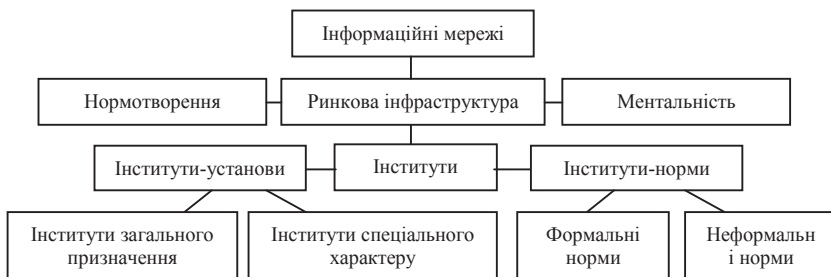 Інформаційні мережі
Нормотворення
Ринкова інфраструктура
Ментальність
Інститути-установи
Інститути
Інститути-норми
Інститути загального
призначення
Інститути спеціального
характеру
Формальні
норми
Неформальн
і норми